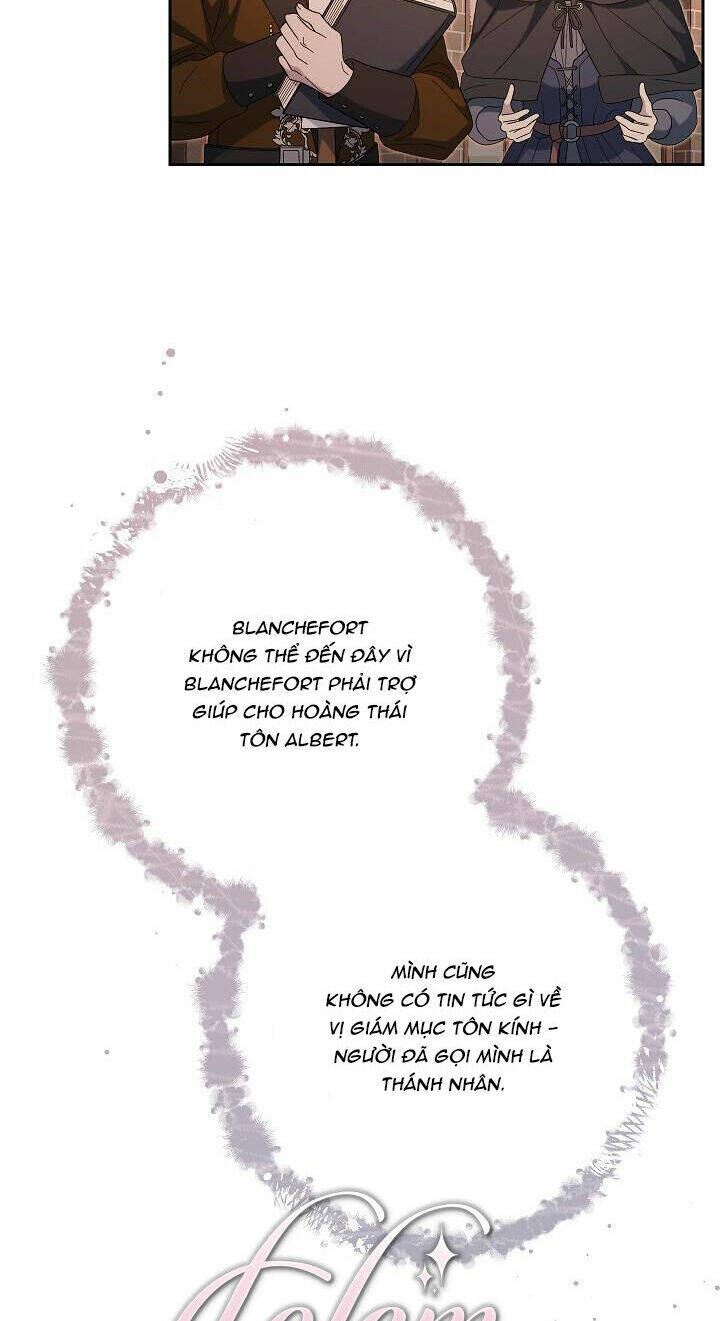 BLANCHEFORT
KHÔNG THỂ ĐẾN ĐÂY VÌ
BLANCHEFORT PHẢI TRỢ
GIÚP CHO HOÀNG THÁI
TÔN ALBERT.
MÌNH CŨNG
KHÔNG CÓ TIN TỨC GÌ VỀ
VỊ GIÁM MỤC TÔN KÍNH -
NGƯỜI ĐÃ GỌI MÌNH LÀ
THÁNH NHÂN.